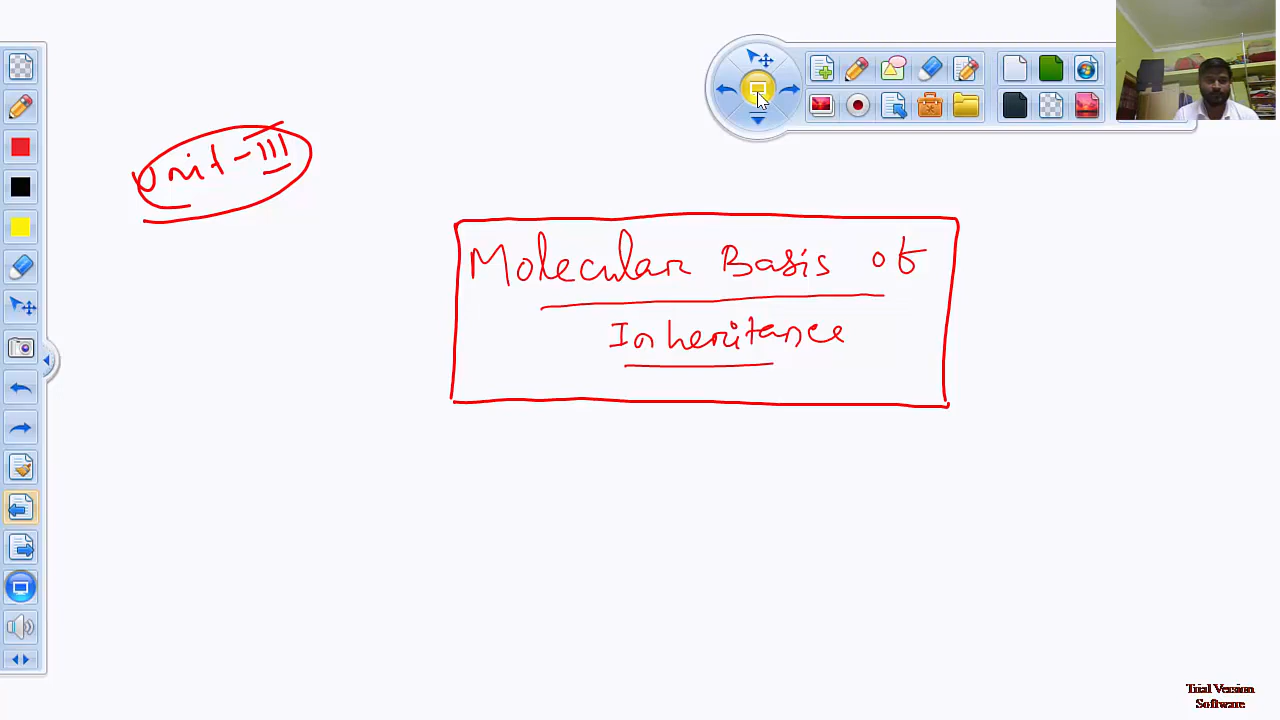 Unit-III
Molecular Basis of
Inheritance
Trial Version
Software